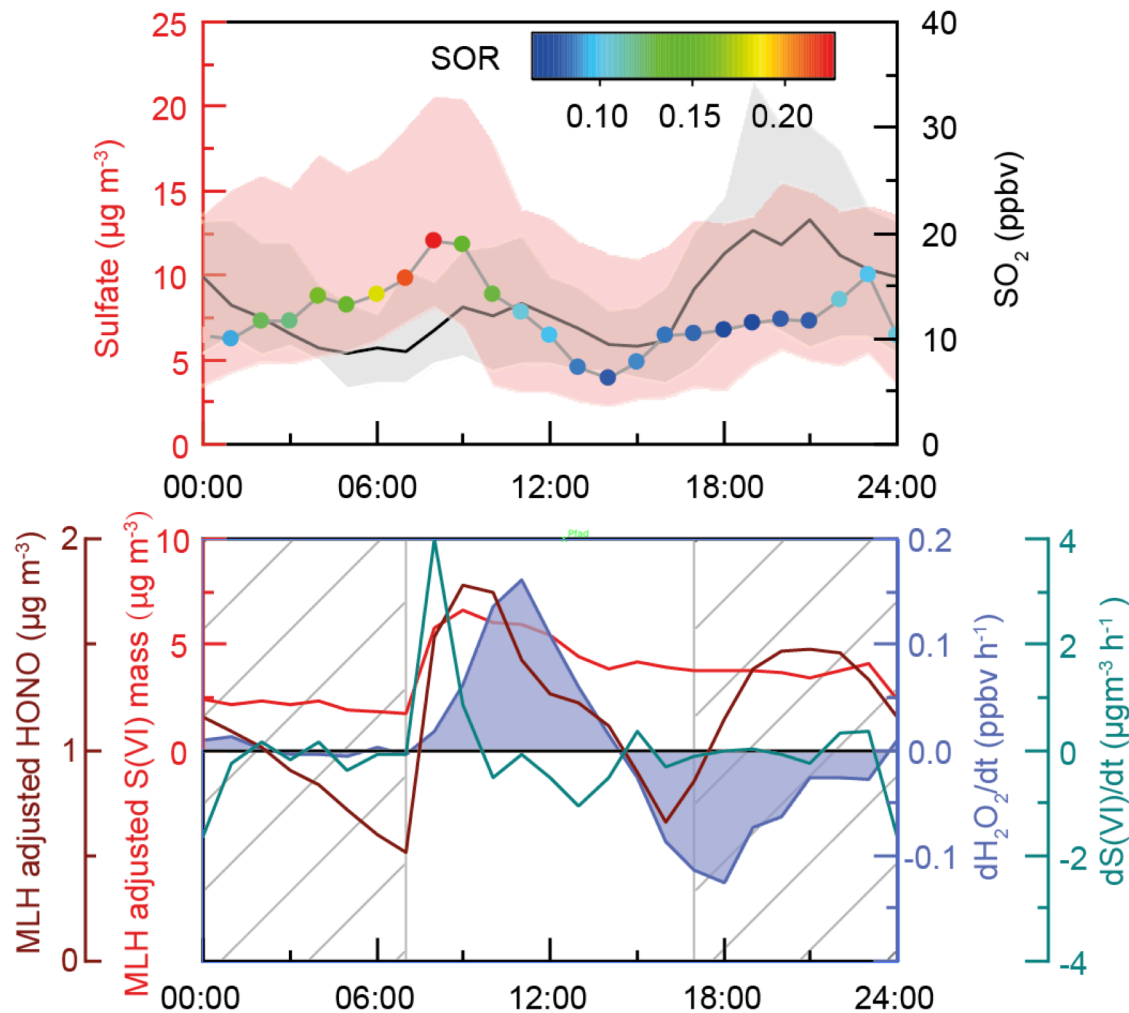 25
20
15
10
5
0
Sulfate (µg m⁻³)
SOR
0.10 0.15 0.20
40
30
20
10
0
SO₂ (ppbv)
00:00 06:00 12:00 18:00 24:00
2
1
0
MLH adjusted HONO (µg m⁻³)
10
5
0
MLH adjusted S(VI) mass (µg m⁻³)
Pfad
0.2
0.1
0.0
-0.1
dH₂O₂/dt (ppbv h⁻¹)
4
2
0
-2
-4
dS(VI)/dt (µgm⁻³ h⁻¹)
00:00 06:00 12:00 18:00 24:00